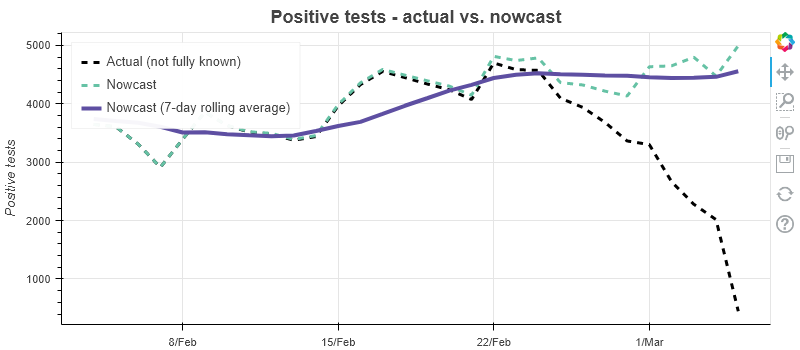 Positive tests - actual vs. nowcast
5000
4000
3000
2000
1000
Positive tests
Actual (not fully known)
Nowcast
Nowcast (7-day rolling average)
8/Feb
15/Feb
22/Feb
1/Mar